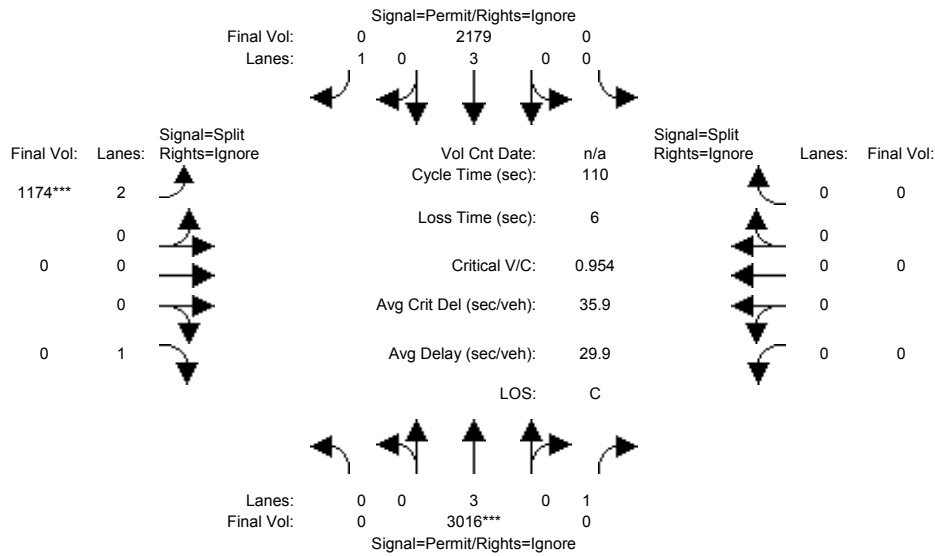 Signal=Permit/Rights=Ignore
Final Vol: 0 2179 0
Lanes: 1 0 3 0 0
Signal=Split Signal=Split
Final Vol: Lanes: Rights=Ignore Vol Cnt Date: n/a Rights=Ignore Lanes: Final Vol:
Cycle Time (sec): 110
1174*** 2 0 0
Loss Time (sec): 6
0 0
0 0 Critical V/C: 0.954 0 0
0 Avg Crit Del (sec/veh): 35.9 0
0 1 Avg Delay (sec/veh): 29.9 0 0
LOS: C
Lanes: 0 0 3 0 1
Final Vol: 0 3016*** 0
Signal=Permit/Rights=Ignore